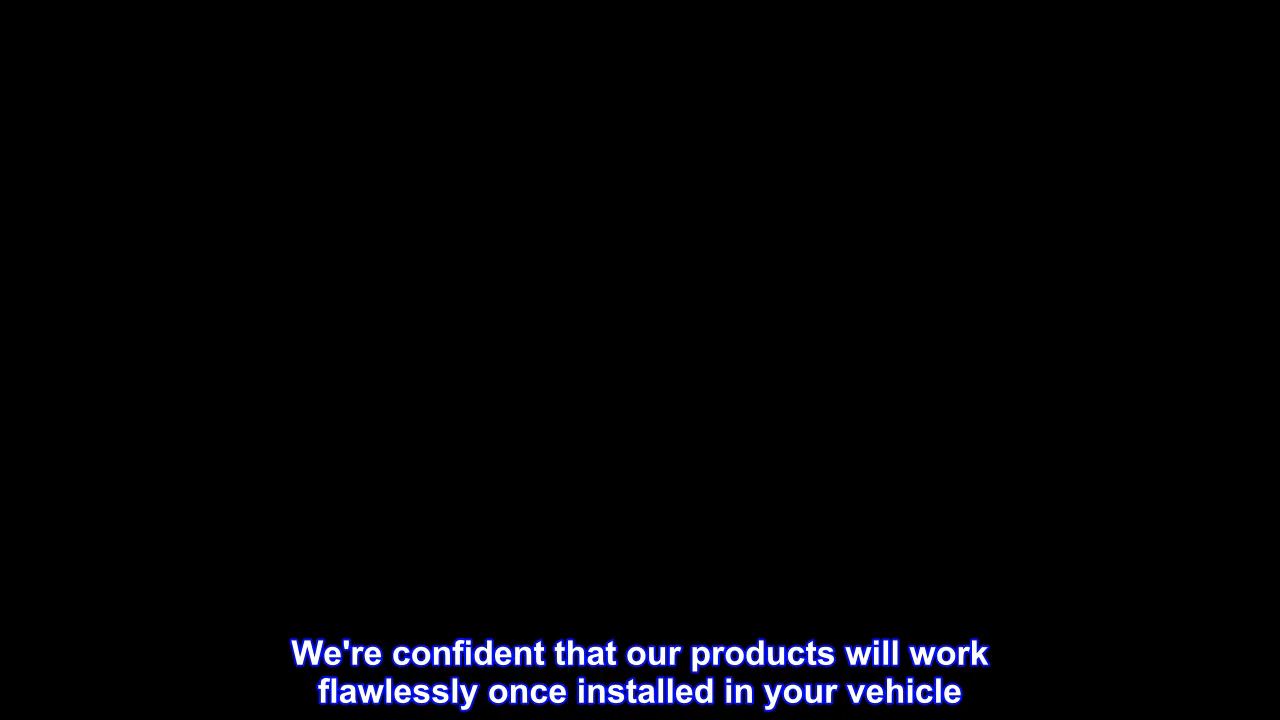 We're confident that our products will work
flawlessly once installed in your vehicle